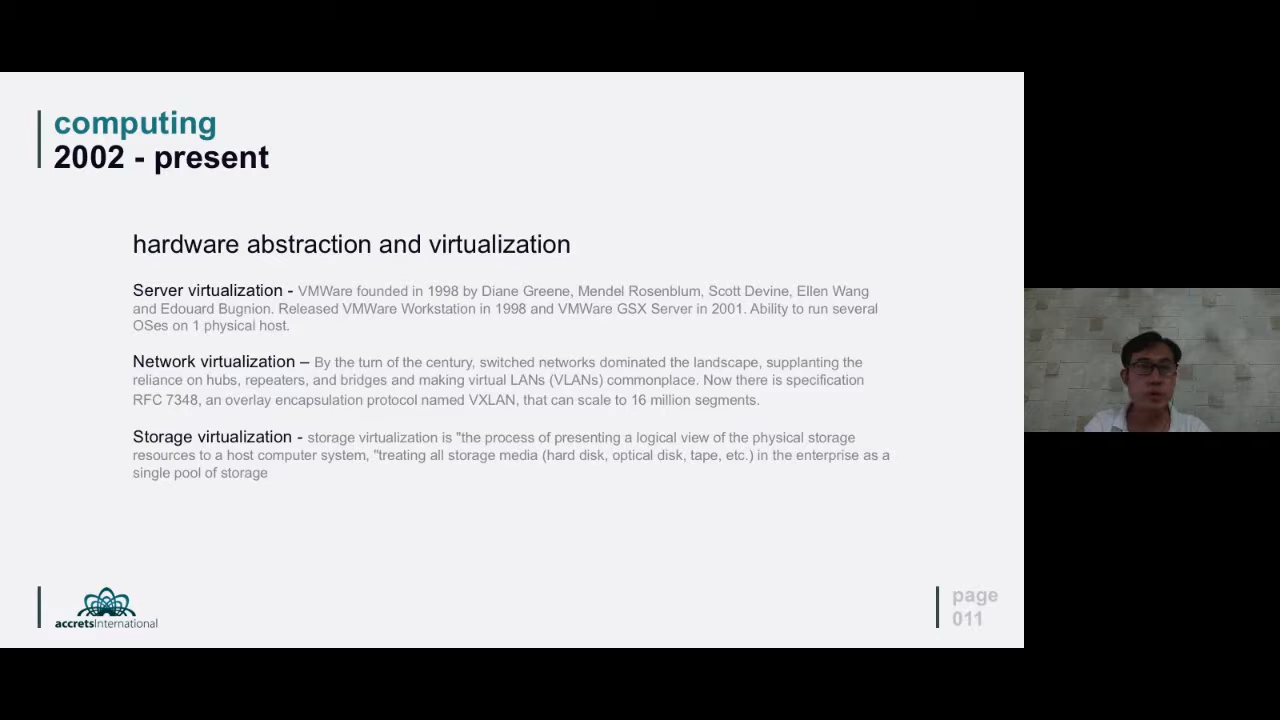 computing
2002 - present
hardware abstraction and virtualization
Server virtualization - VMWare founded in 1998 by Diane Greene, Mendel Rosenblum, Scott Devine, Ellen Wang
and Edouard Bugnion. Released VMWare Workstation in 1998 and VMWare GSX Server in 2001. Ability to run several
OSes on 1 physical host.
Network virtualization – By the turn of the century, switched networks dominated the landscape, supplanting the
reliance on hubs, repeaters, and bridges and making virtual LANs (VLANs) commonplace. Now there is specification
RFC 7348, an overlay encapsulation protocol named VXLAN, that can scale to 16 million segments.
Storage virtualization - storage virtualization is "the process of presenting a logical view of the physical storage
resources to a host computer system, "treating all storage media (hard disk, optical disk, tape, etc.) in the enterprise as a
single pool of storage
accretsInternational
page
011